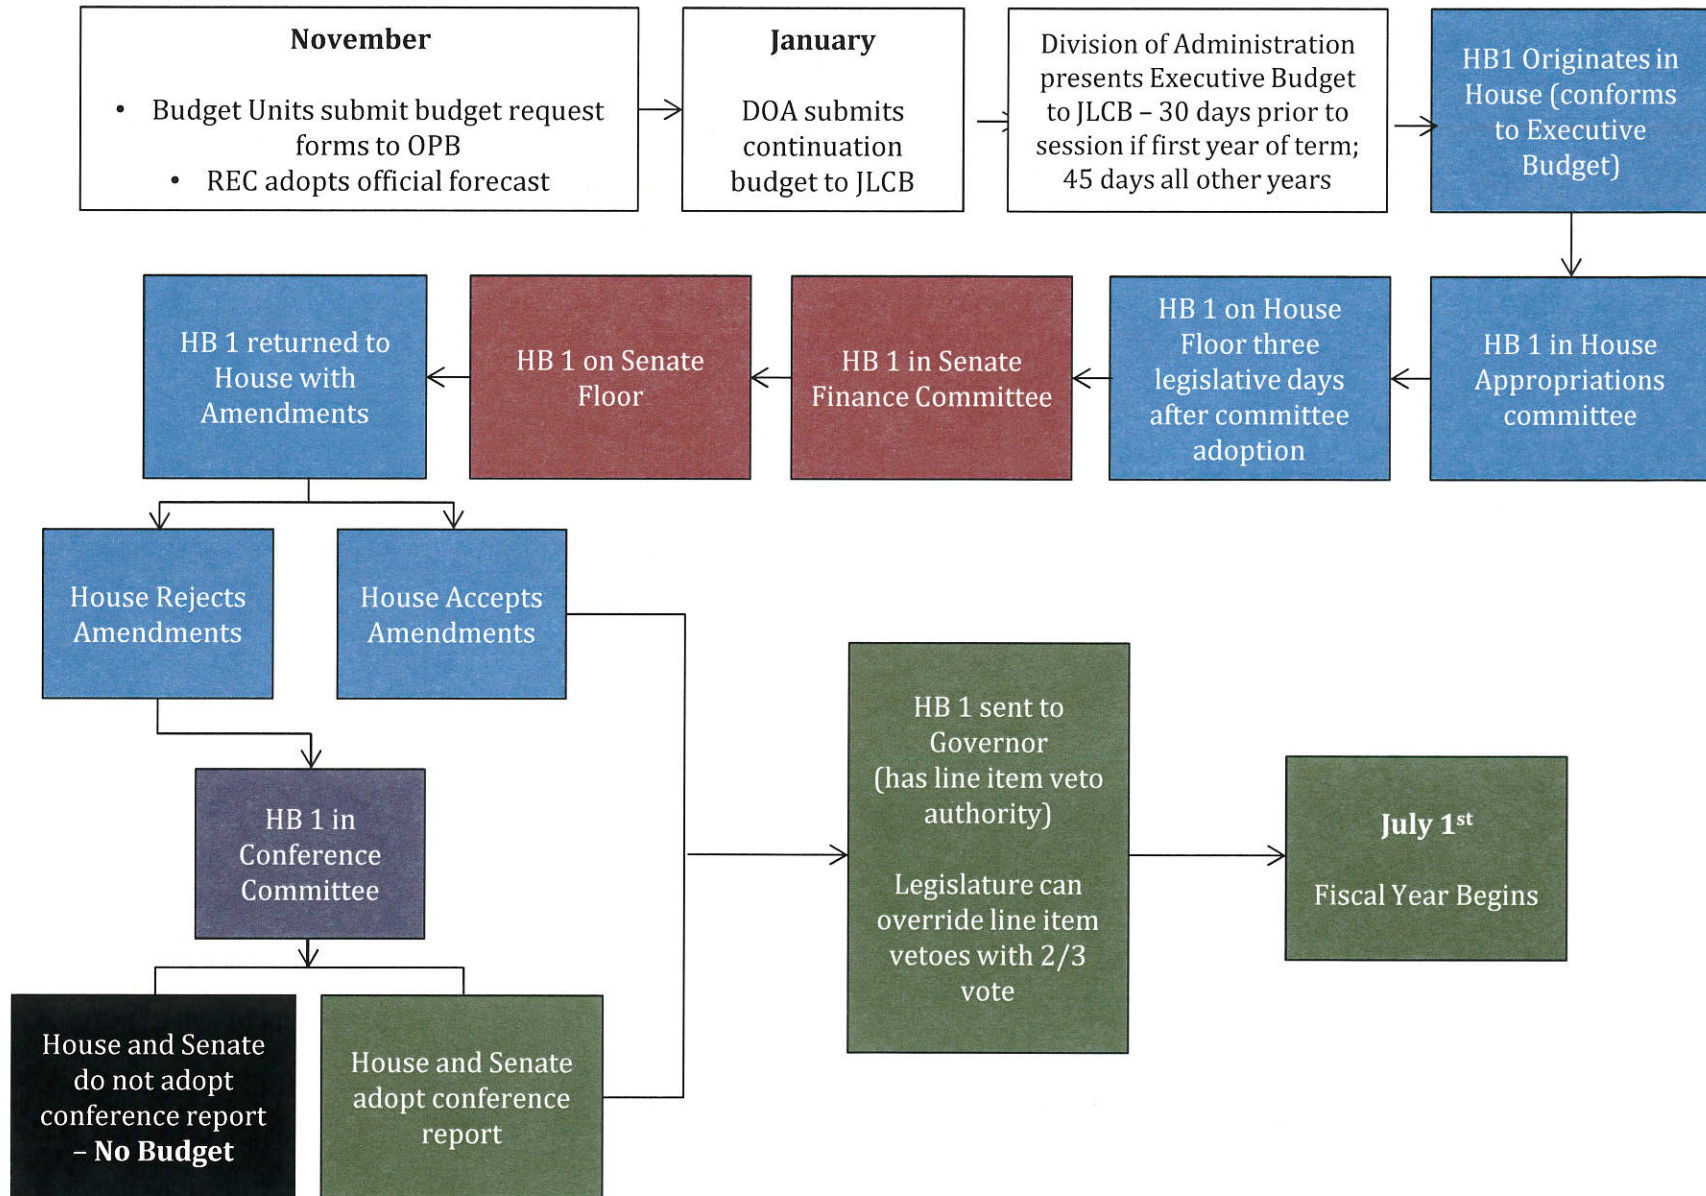 November
• Budget Units submit budget request
forms to OPB
• REC adopts official forecast
January
DOA submits
continuation
budget to JLCB
Division of Administration
presents Executive Budget
to JLCB – 30 days prior to
session if first year of term;
45 days all other years
HB1 Originates in
House (conforms
to Executive
Budget)
HB 1 in House
Appropriations
committee
HB 1 on House
Floor three
legislative days
after committee
adoption
HB 1 in Senate
Finance Committee
HB 1 on Senate
Floor
HB 1 returned to
House with
Amendments
House Rejects
Amendments
House Accepts
Amendments
HB 1 in
Conference
Committee
House and Senate
do not adopt
conference report
– No Budget
House and Senate
adopt conference
report
HB 1 sent to
Governor
(has line item veto
authority)
Legislature can
override line item
vetoes with 2/3
vote
July 1st
Fiscal Year Begins